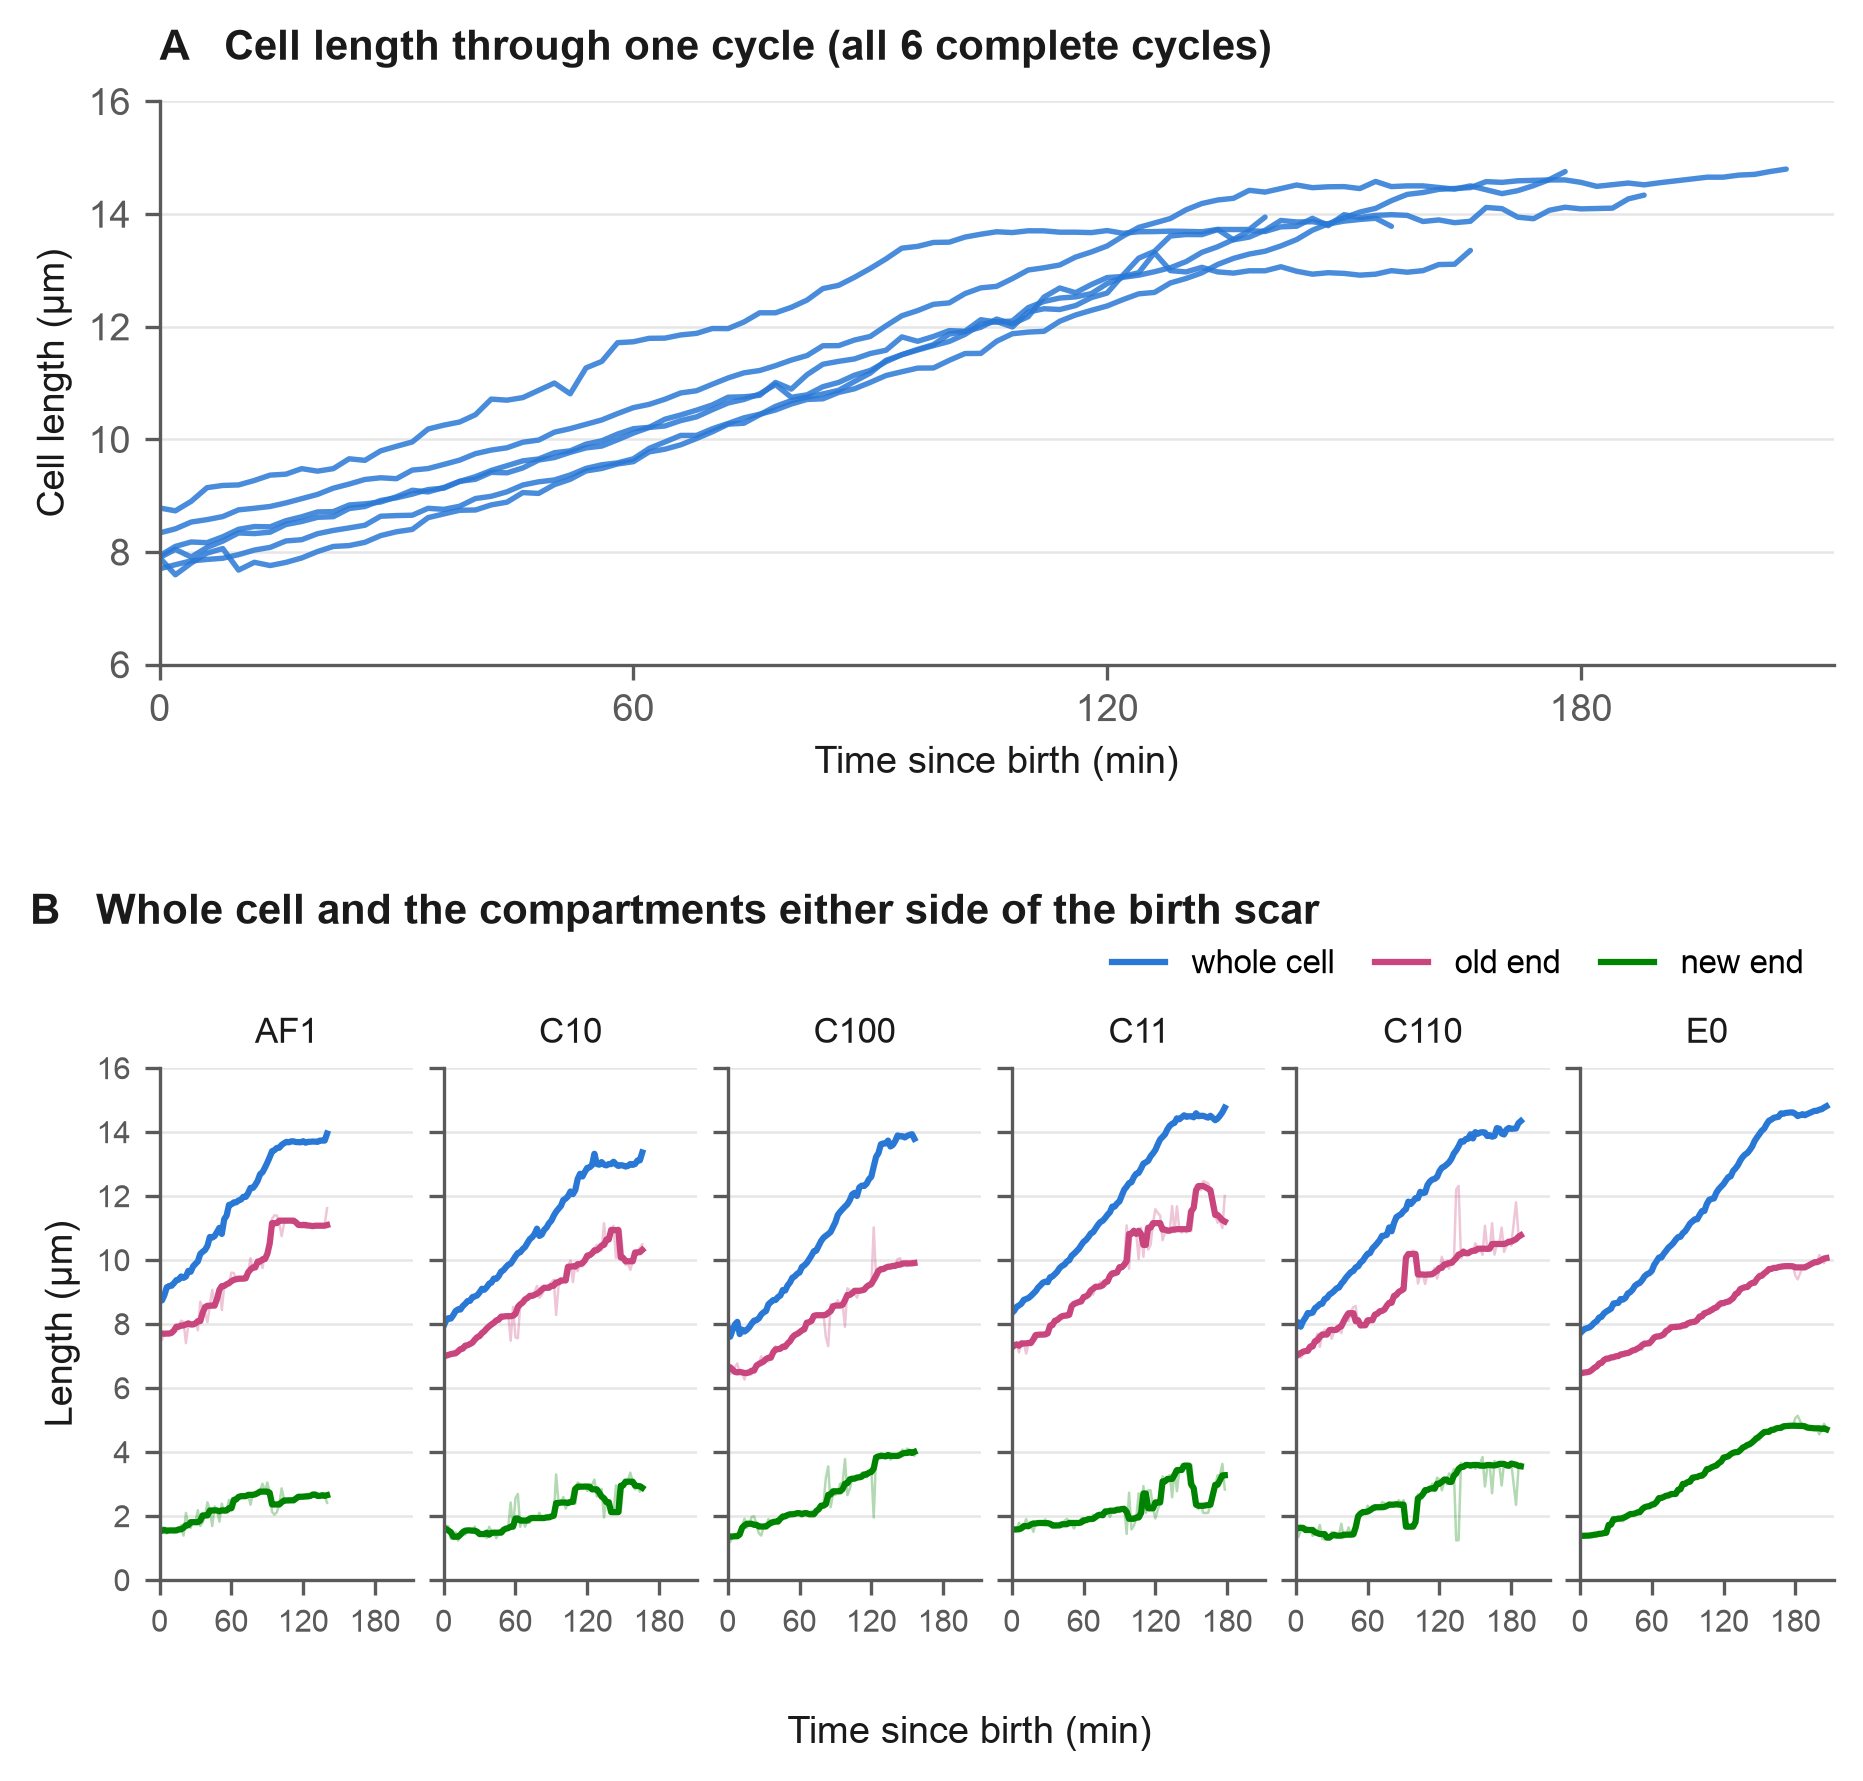 A Cell length through one cycle (all 6 complete cycles)
16
14
12
10
8
6
Cell length (µm)
0 60 120 180
Time since birth (min)
B Whole cell and the compartments either side of the birth scar
whole cell old end new end
AF1 C10 C100 C11 C110 E0
16
14
12
10
8
6
4
2
0
Length (µm)
0 60 120 180 0 60 120 180 0 60 120 180 0 60 120 180 0 60 120 180 0 60 120 180
Time since birth (min)